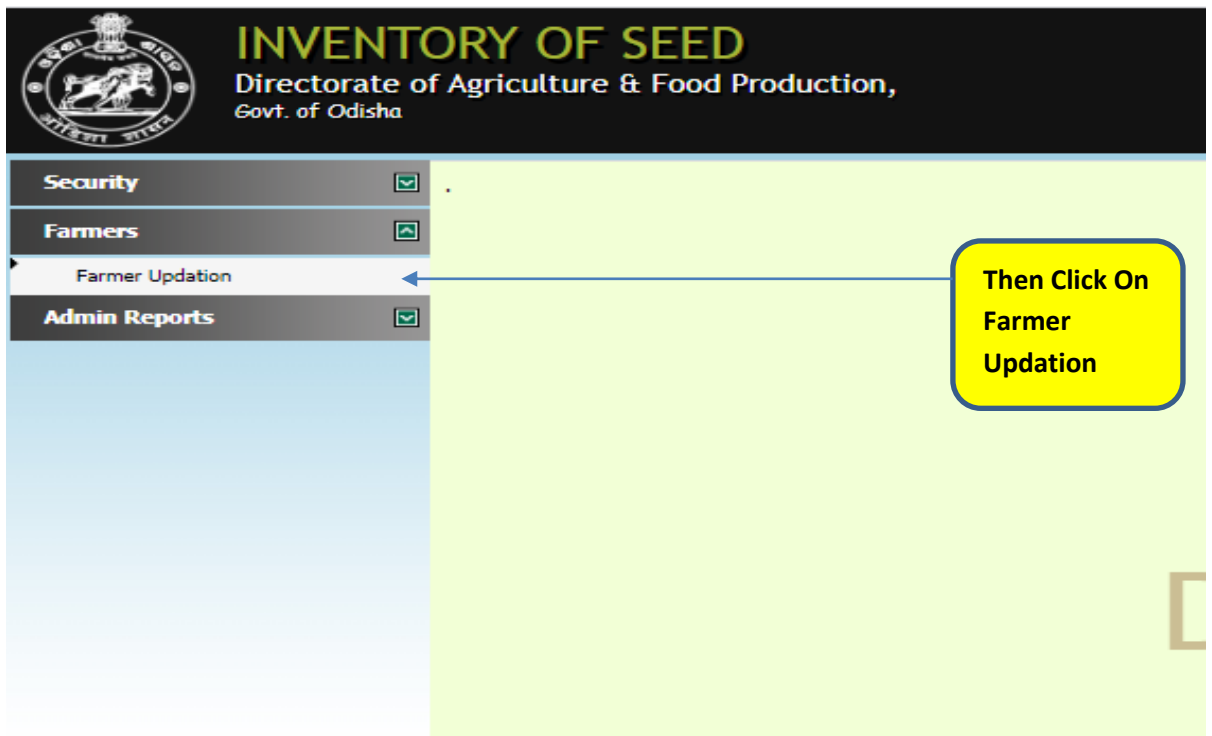 INVENTORY OF SEED
Directorate of Agriculture & Food Production,
Govt. of Odisha
Security
.
Farmers
Farmer Updation
Admin Reports
Then Click On
Farmer
Updation
D